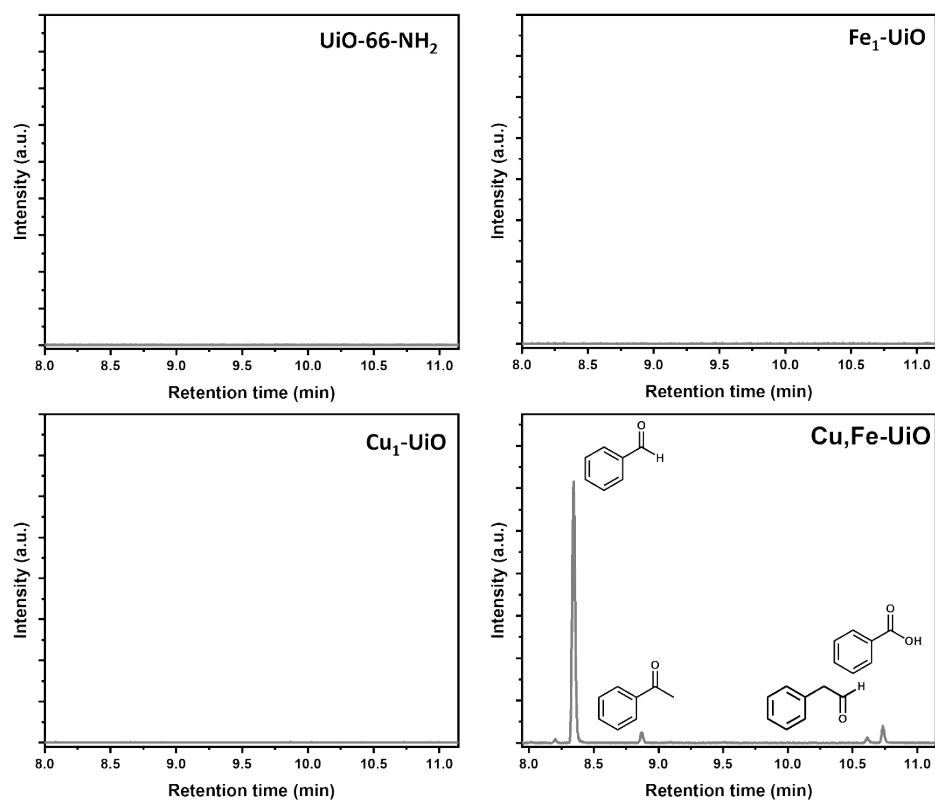 UiO-66-NH₂
Intensity (a.u.)
8.0 8.5 9.0 9.5 10.0 10.5 11.0
Retention time (min)
Fe₁-UiO
Intensity (a.u.)
8.0 8.5 9.0 9.5 10.0 10.5 11.0
Retention time (min)
Cu₁-UiO
Intensity (a.u.)
8.0 8.5 9.0 9.5 10.0 10.5 11.0
Retention time (min)
Cu,Fe-UiO
Intensity (a.u.)
O
H
O
O
OH
H
O
8.0 8.5 9.0 9.5 10.0 10.5 11.0
Retention time (min)